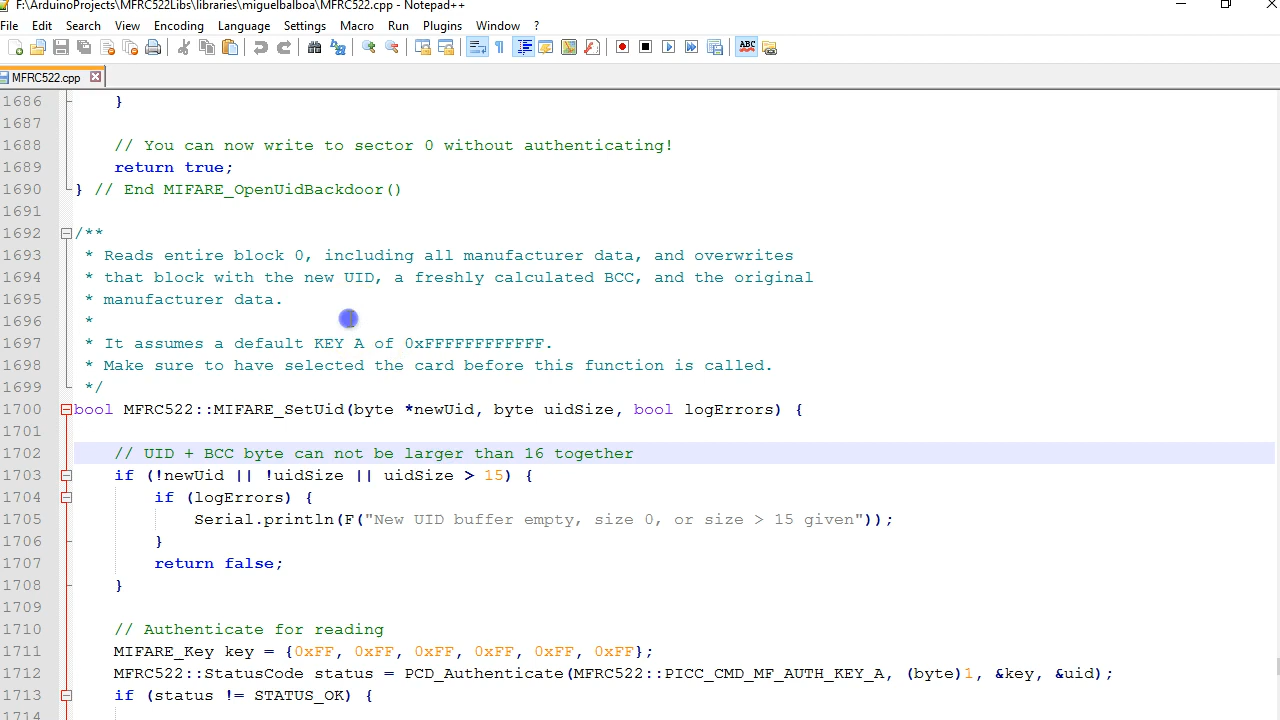 F:\ArduinoProjects\MFRC522Libs\libraries\miguelbalboa\MFRC522.cpp - Notepad++
File Edit Search View Encoding Language Settings Macro Run Plugins Window ?
ABC
MFRC522.cpp
1686 }
1687
1688 // You can now write to sector 0 without authenticating!
1689 return true;
1690 } // End MIFARE_OpenUidBackdoor()
1691
1692 /**
1693 * Reads entire block 0, including all manufacturer data, and overwrites
1694 * that block with the new UID, a freshly calculated BCC, and the original
1695 * manufacturer data.
1696 *
1697 * It assumes a default KEY A of 0xFFFFFFFFFFFF.
1698 * Make sure to have selected the card before this function is called.
1699 */
1700 bool MFRC522::MIFARE_SetUid(byte *newUid, byte uidSize, bool logErrors) {
1701
1702 // UID + BCC byte can not be larger than 16 together
1703 if (!newUid || !uidSize || uidSize > 15) {
1704 if (logErrors) {
1705 Serial.println(F("New UID buffer empty, size 0, or size > 15 given"));
1706 }
1707 return false;
1708 }
1709
1710 // Authenticate for reading
1711 MIFARE_Key key = {0xFF, 0xFF, 0xFF, 0xFF, 0xFF, 0xFF};
1712 MFRC522::StatusCode status = PCD_Authenticate(MFRC522::PICC_CMD_MF_AUTH_KEY_A, (byte)1, &key, &uid);
1713 if (status != STATUS_OK) {
1714